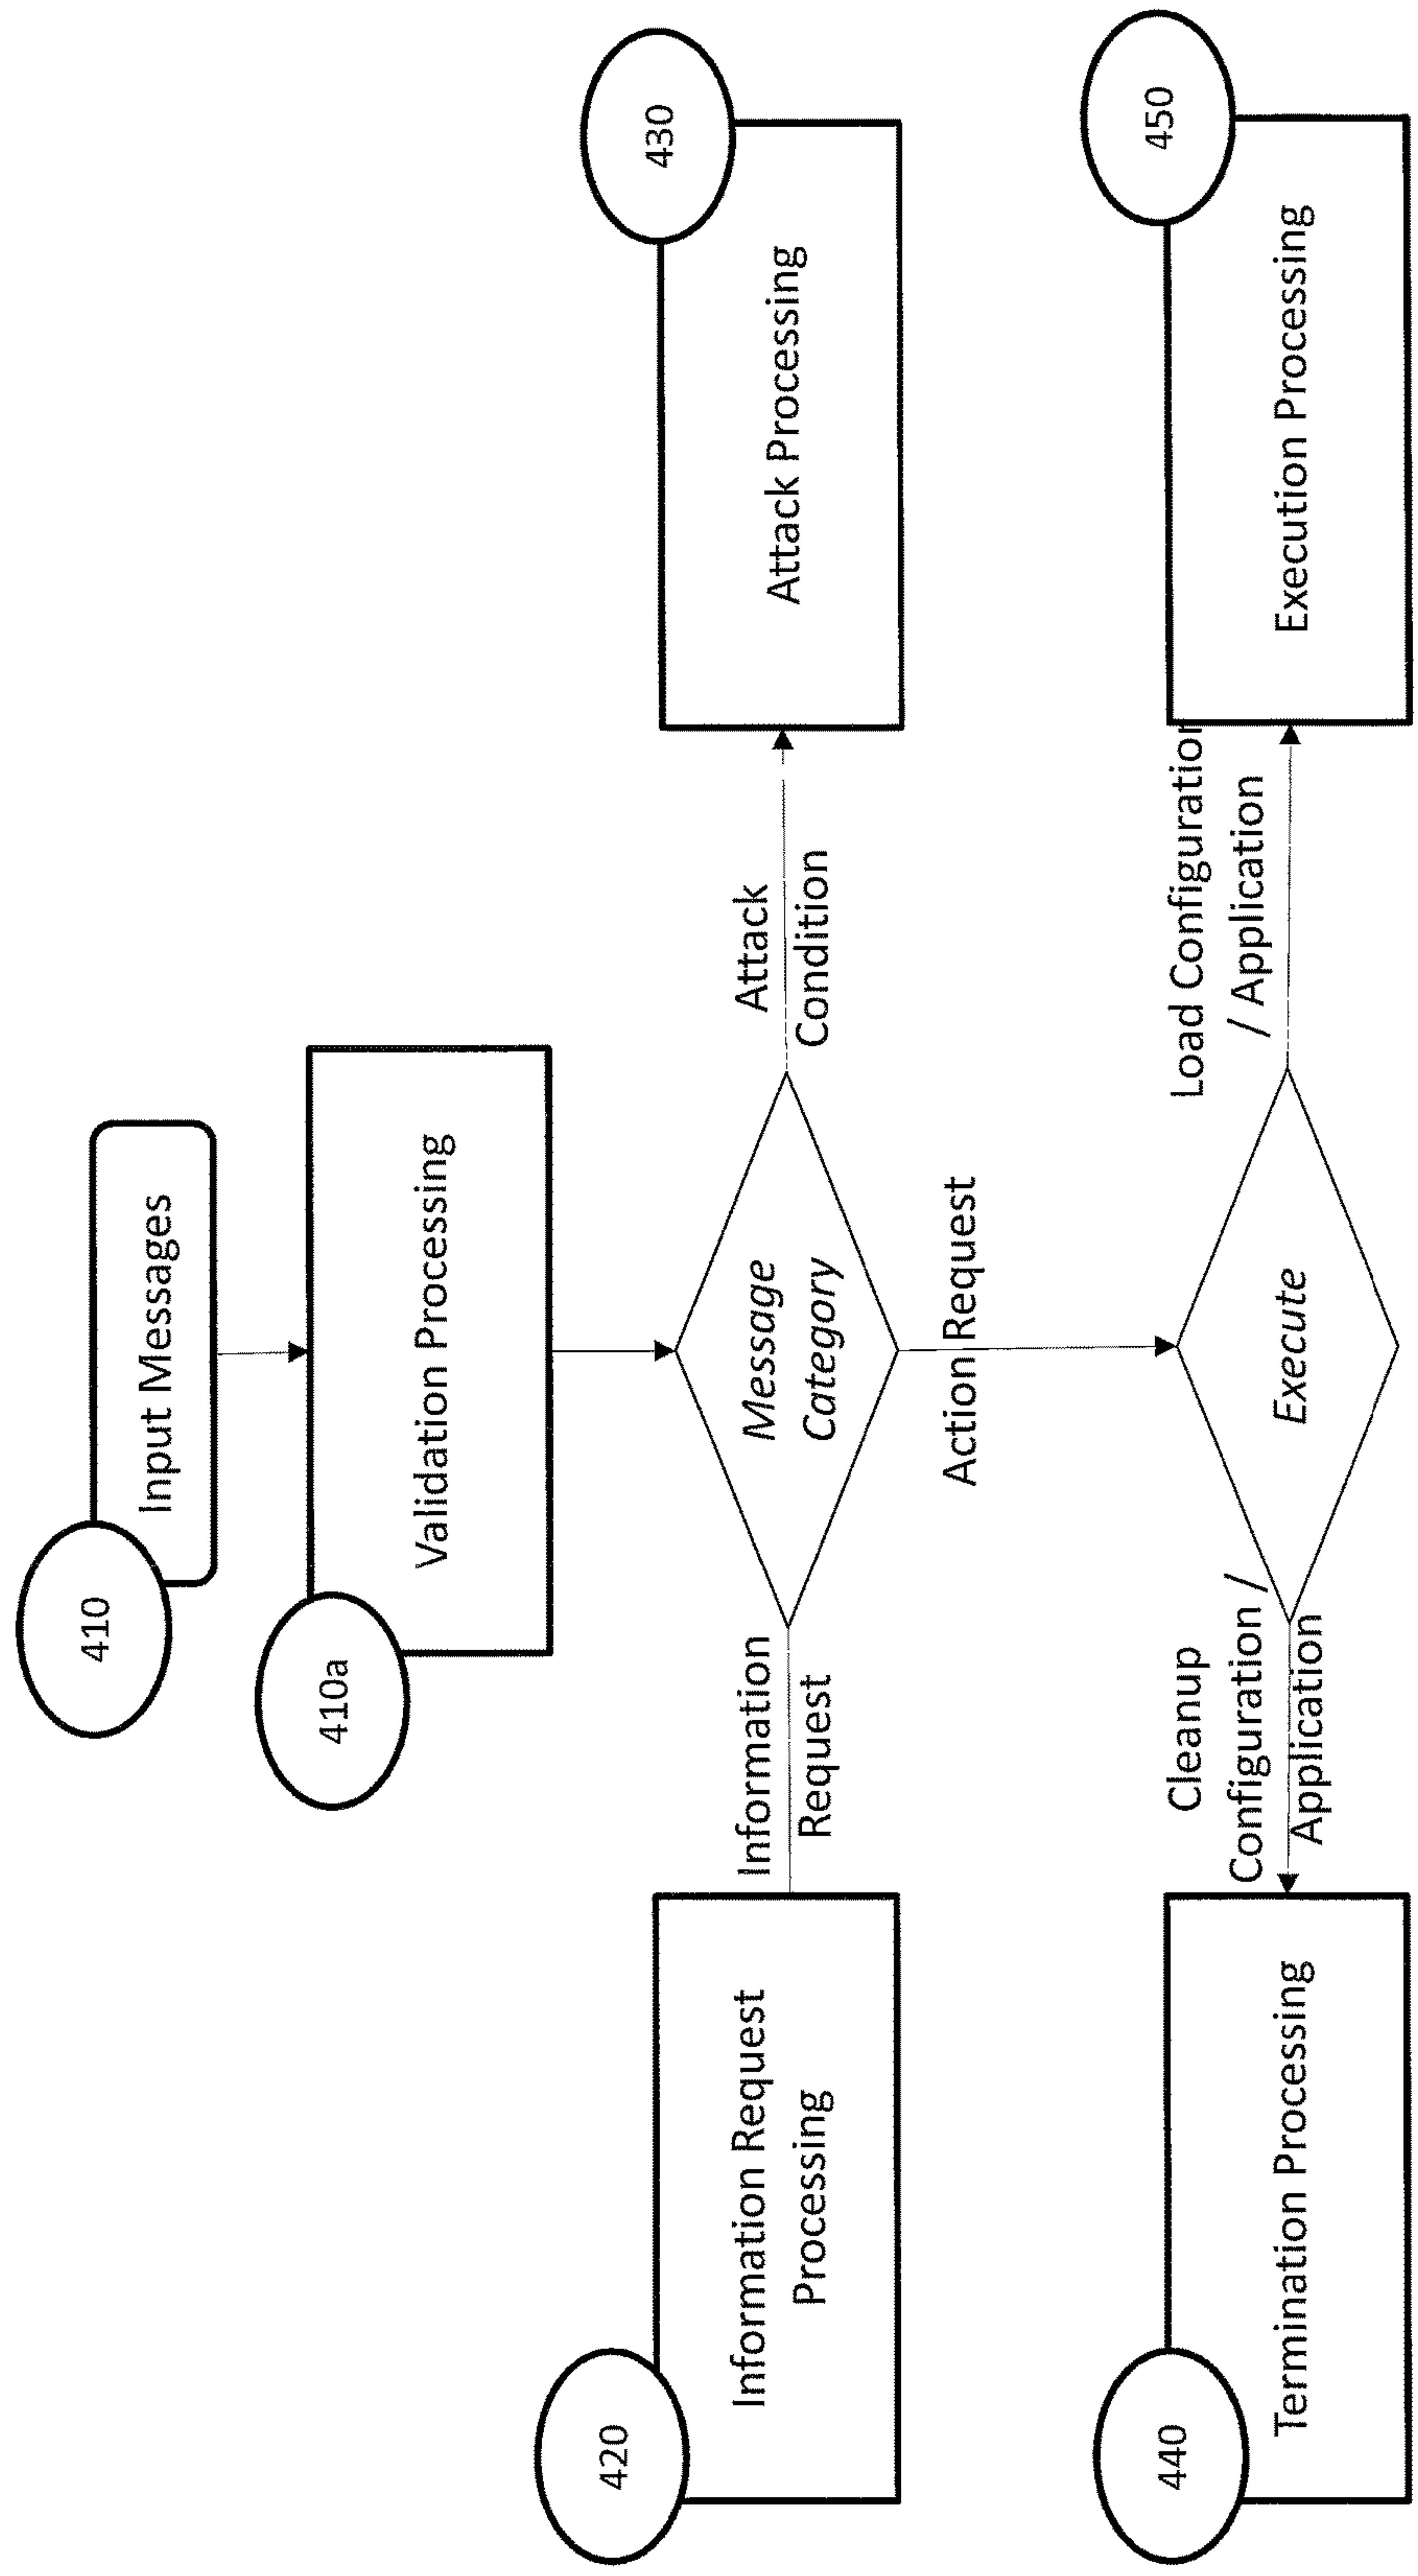 410
Input Messages
410a
Validation Processing
420
Information Request
Processing
Information
Request
Message
Category
Attack
Condition
430
Attack Processing
Action Request
440
Termination Processing
Cleanup
Configuration /
Application
Execute
Load Configuration
/ Application
450
Execution Processing